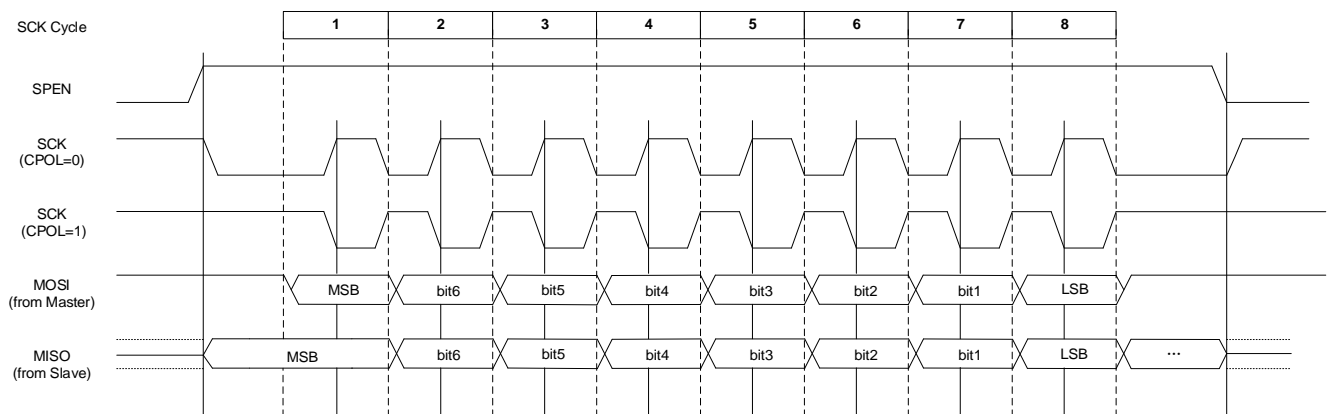 SCK Cycle 1 2 3 4 5 6 7 8
SPEN
SCK
(CPOL=0)
SCK
(CPOL=1)
MOSI
(from Master)
MSB bit6 bit5 bit4 bit3 bit2 bit1 LSB
MISO
(from Slave)
MSB bit6 bit5 bit4 bit3 bit2 bit1 LSB ...